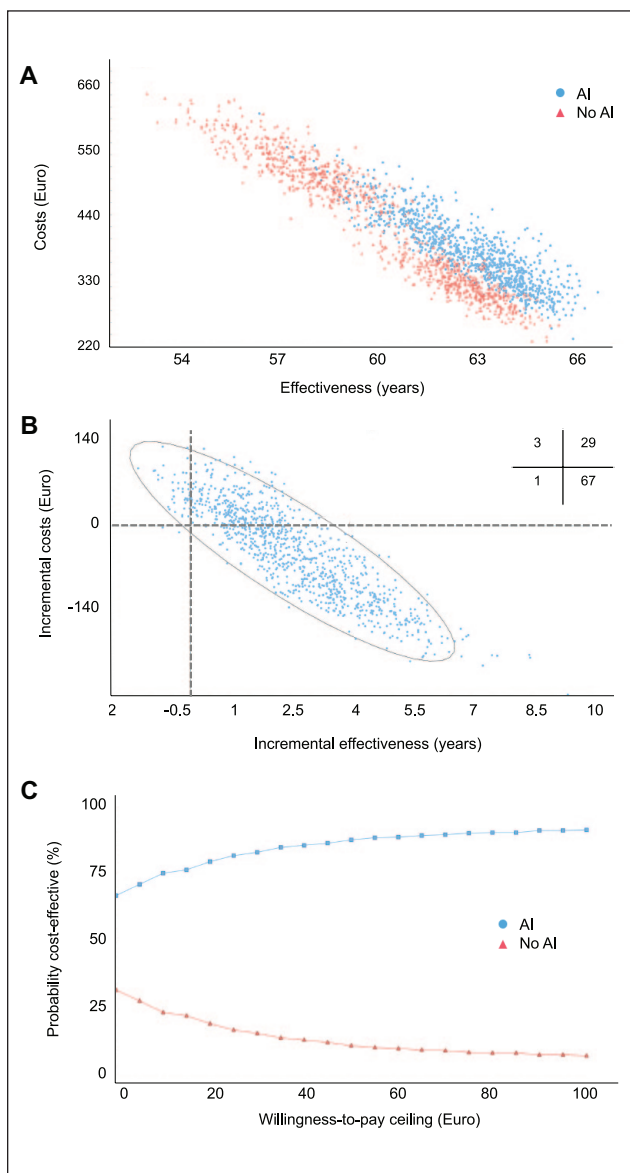 A
660
550
440
330
220
Costs (Euro)
AI
No AI
54 57 60 63 66
Effectiveness (years)
B
140
0
-140
Incremental costs (Euro)
3 29
1 67
2 -0.5 1 2.5 4 5.5 7 8.5 10
Incremental effectiveness (years)
C
100
75
50
25
0
Probability cost-effective (%)
AI
No AI
0 20 40 60 80 100
Willingness-to-pay ceiling (Euro)